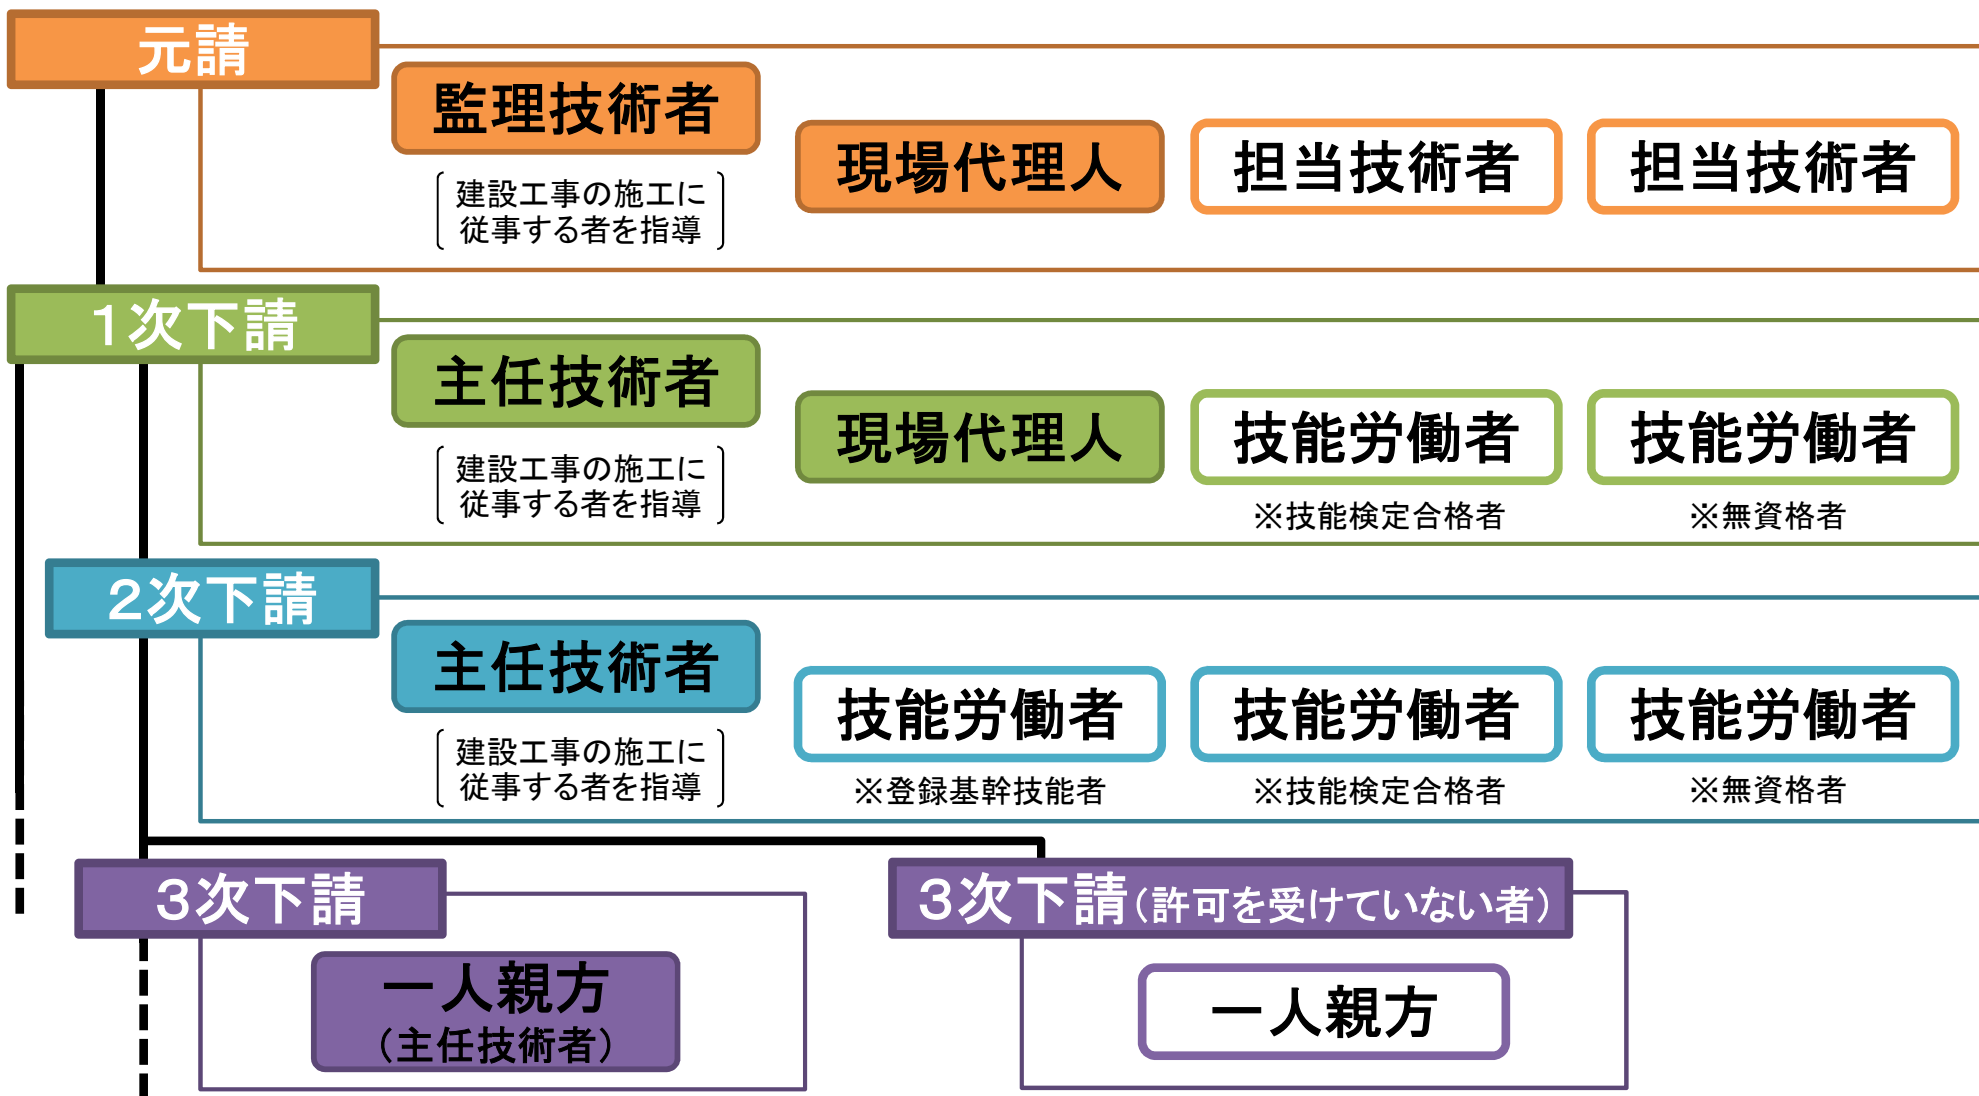 元請
監理技術者
建設工事の施工に
従事する者を指導
現場代理人
担当技術者
担当技術者
1次下請
主任技術者
建設工事の施工に
従事する者を指導
現場代理人
技能労働者
※技能検定合格者
技能労働者
※無資格者
2次下請
主任技術者
建設工事の施工に
従事する者を指導
技能労働者
※登録基幹技能者
技能労働者
※技能検定合格者
技能労働者
※無資格者
3次下請
一人親方
（主任技術者）
3次下請（許可を受けていない者）
一人親方